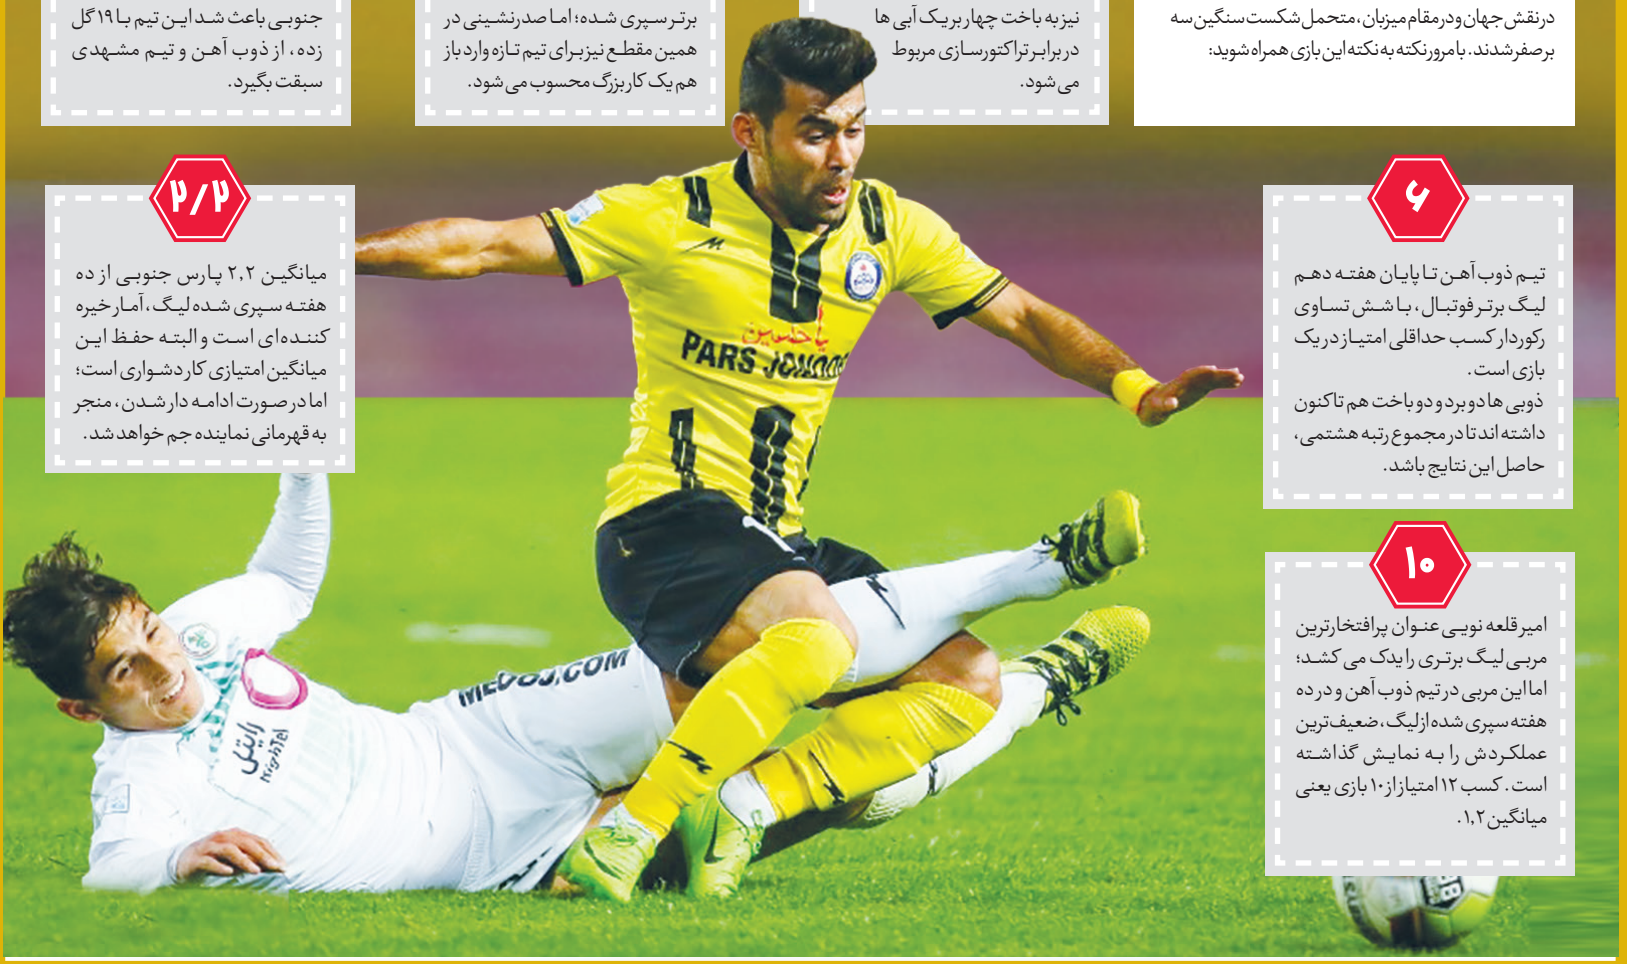 در نقش جهان و در مقام میزبان، متحمل شکست سنگین سه
بر صفر شدند. با مرور نکته به نکته این بازی همراه شوید:
نیز به باخت چهار بر یک آبی ها
در برابر تراکتورسازی مربوط
می شود.
برتر سپری شده؛ اما صدرنشینی در
همین مقطع نیز برای تیم تازه وارد باز
هم یک کار بزرگ محسوب می شود.
جنوبی باعث شد این تیم با ۱۹ گل
زده، از ذوب آهن و تیم مشهدی
سبقت بگیرد.
۶
تیم ذوب آهن تا پایان هفته دهم
لیگ برتر فوتبال، با شش تساوی
رکوردار کسب حداقلی امتیاز در یک
بازی است.
ذوبی ها دو برد و دو باخت هم تاکنون
داشته اند تا در مجموع رتبه هشتمی،
حاصل این نتایج باشد.
۲/۲
میانگین ۲,۲ پارس جنوبی از ده
هفته سپری شده لیگ، آمار خیره
کننده ای است و البته حفظ این
میانگین امتیازی کار دشواری است؛
اما در صورت ادامه دار شدن، منجر
به قهرمانی نماینده جم خواهد شد.
۱۰
امیر قلعه نویی عنوان پرافتخارترین
مربی لیگ برتری را یدک می کشد؛
اما این مربی در تیم ذوب آهن و در ده
هفته سپری شده از لیگ، ضعیف ترین
عملکردش را به نمایش گذاشته
است. کسب ۱۲ امتیاز از ۱۰ بازی یعنی
میانگین ۱,۲.
یا حسین
PARS JONOOB
MEDOJ.COM
رایتل
RighTel